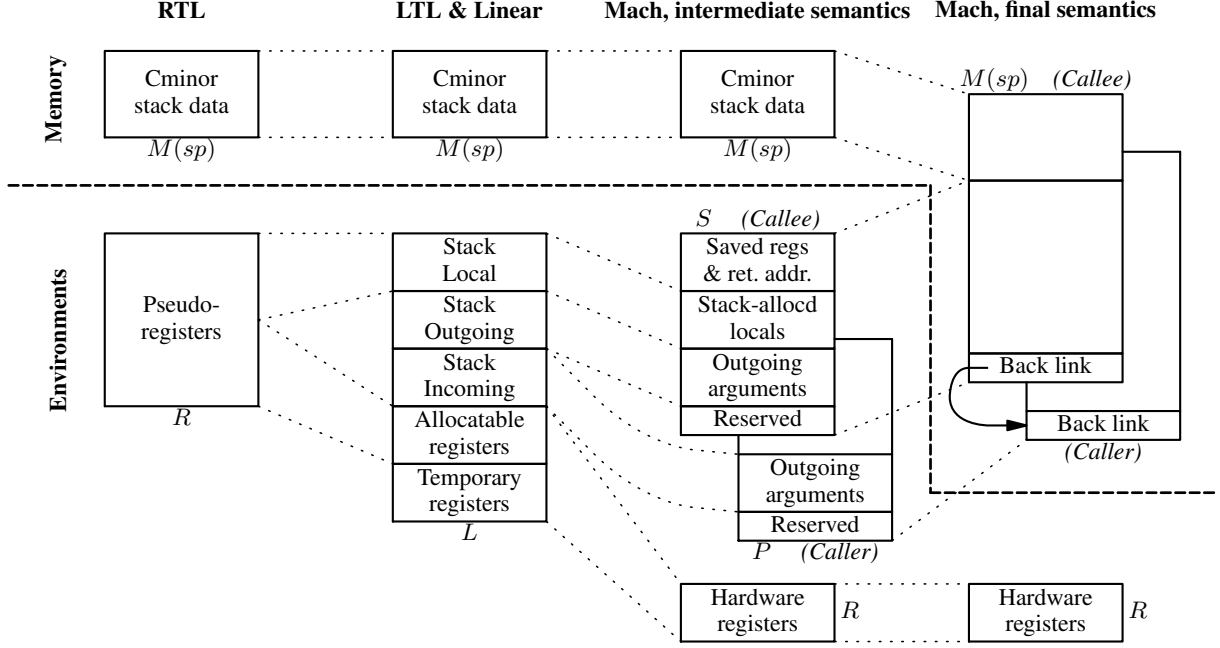 RTL
LTL & Linear
Mach, intermediate semantics
Mach, final semantics
Memory
Cminor
stack data
M(sp)
Cminor
stack data
M(sp)
Cminor
stack data
M(sp)
M(sp) (Callee)
Environments
Pseudo-
registers
R
Stack
Local
Stack
Outgoing
Stack
Incoming
Allocatable
registers
Temporary
registers
L
S (Callee)
Saved regs
& ret. addr.
Stack-allocd
locals
Outgoing
arguments
Reserved
Outgoing
arguments
Reserved
P (Caller)
Back link
Back link
(Caller)
Hardware
registers
R
Hardware
registers
R